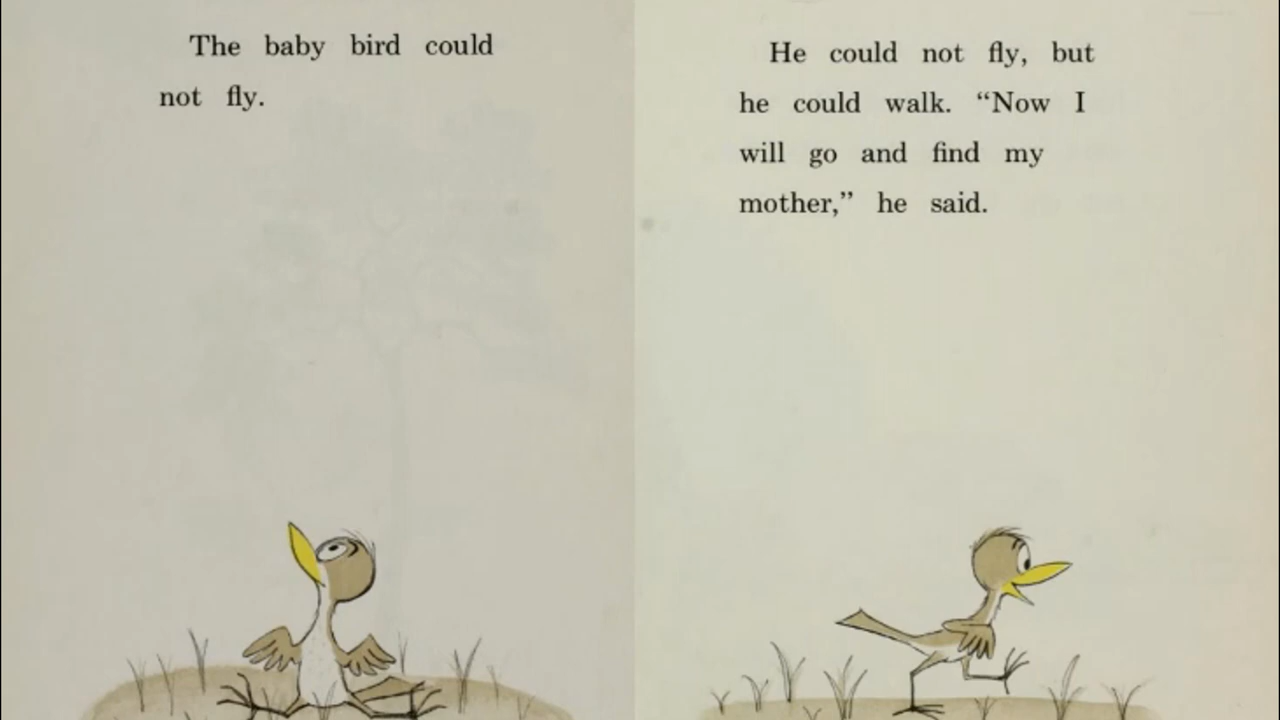 The baby bird could
not fly.
He could not fly, but
he could walk. “Now I
will go and find my
mother,” he said.